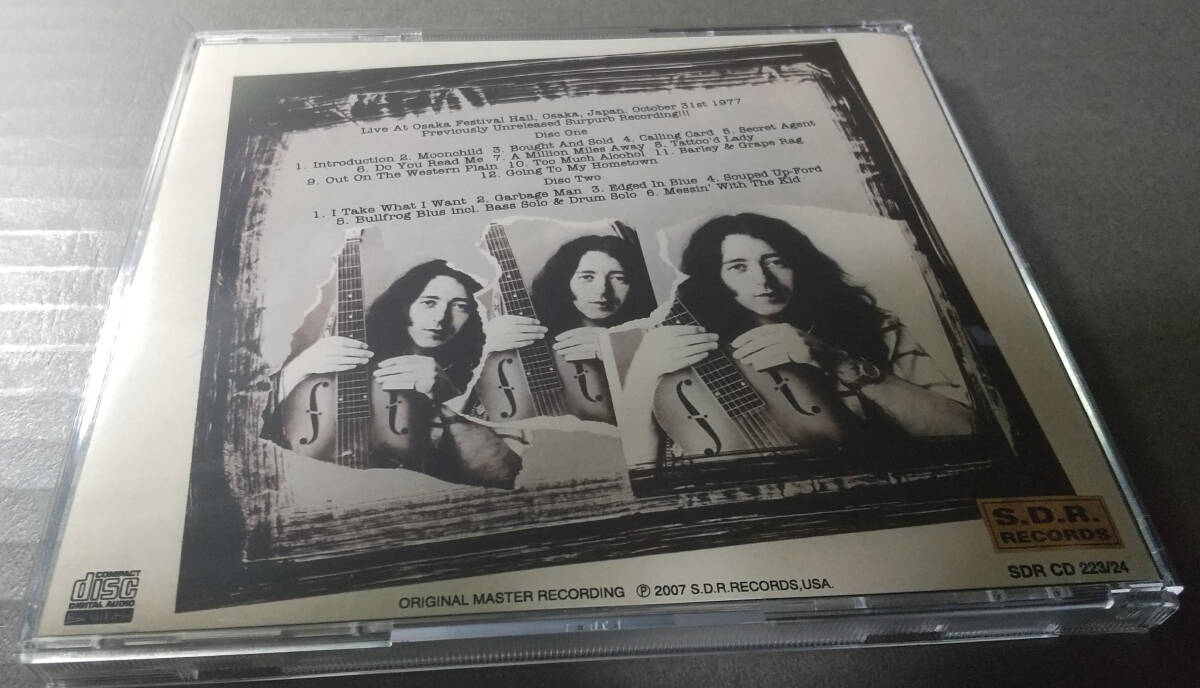 Live At Osaka Festival Hall, Osaka, Japan. October 31st 1977
Previously Unreleased Surpurb Recording!!!
Disc One
1. Introduction 2. Moonchild 3. Bought And Sold 4. Calling Card 5. Secret Agent
6. Do You Read Me 7. A Million Miles Away 8. Tattoo'd Lady
9. Out On The Western Plain 10. Too Much Alcohol 11. Barley & Grape Rag
12. Going To My Hometown
Disc Two
1. I Take What I Want 2. Garbage Man 3. Edged In Blue 4. Souped Up-Ford
5. Bullfrog Blus incl. Bass Solo & Drum Solo 6. Messin' With The Kid
S.D.R.
RECORDS
SDR CD 223/24
COMPACT
disc
DIGITAL AUDIO
ORIGINAL MASTER RECORDING ℗ 2007 S.D.R.RECORDS,USA.